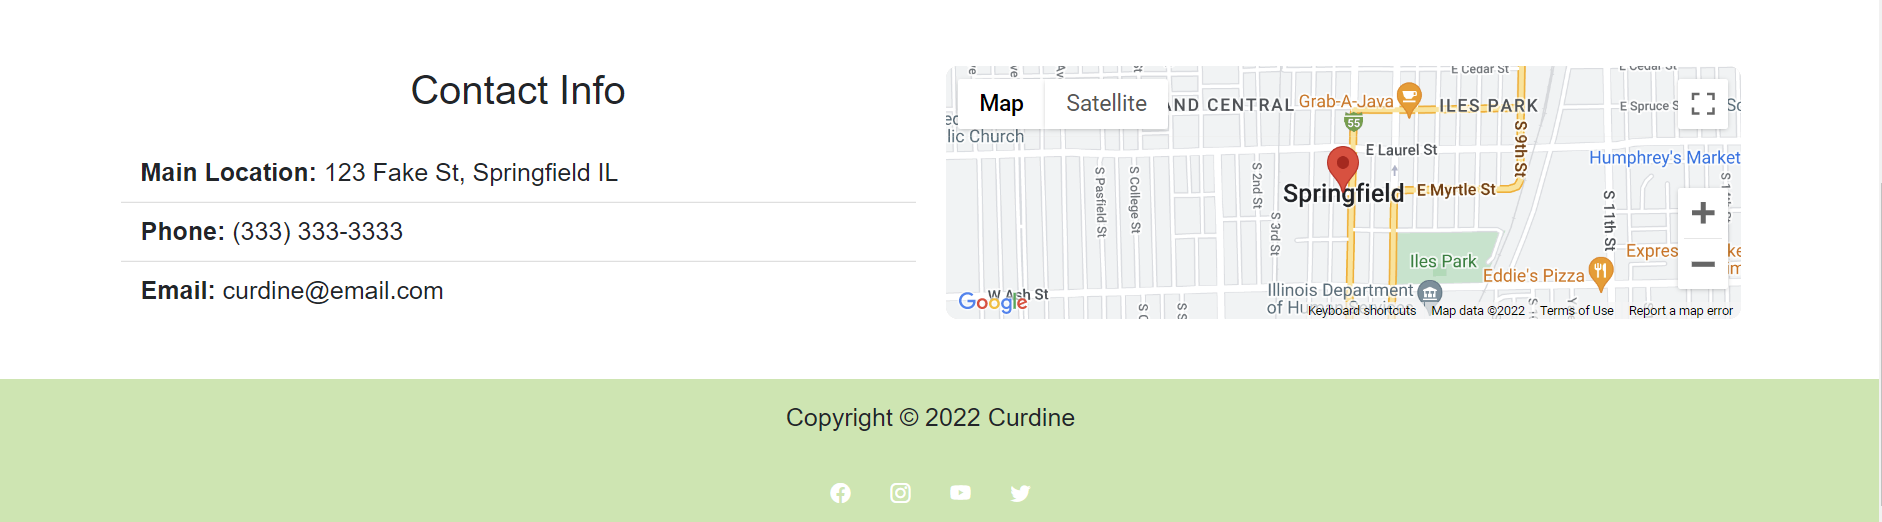 Contact Info
Main Location: 123 Fake St, Springfield IL
Phone: (333) 333-3333
Email: curdine@email.com
Map
Satellite
AND CENTRAL
Grab-A-Java
ILES PARK
E Cedar St
E Cedar St
E Spruce S
lic Church
55
E Laurel St
S 9th St
Humphrey's Market
Springfield
E Myrtle St
S Pasfield St
S College St
S 2nd St
S 3rd St
S 11th St
Iles Park
Eddie's Pizza
Expres
W Ash St
Google
Illinois Department
of Human Services
Keyboard shortcuts
Map data ©2022
Terms of Use
Report a map error
Copyright © 2022 Curdine